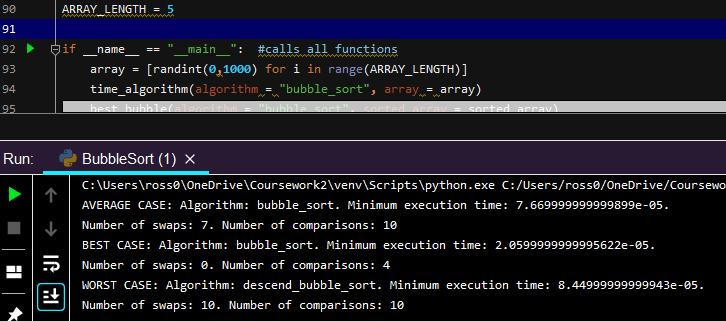 90 ARRAY_LENGTH = 5
91
92 if __name__ == "__main__": #calls all functions
93 array = [randint(0,1000) for i in range(ARRAY_LENGTH)]
94 time_algorithm(algorithm = "bubble_sort", array = array)
95 best_bubble(algorithm = "bubble_sort", sorted_array = sorted_array)
Run: BubbleSort (1) ×
C:\Users\ross0\OneDrive\Coursework2\venv\Scripts\python.exe C:/Users/ross0/OneDrive/Coursewo
AVERAGE CASE: Algorithm: bubble_sort. Minimum execution time: 7.669999999999899e-05.
Number of swaps: 7. Number of comparisons: 10
BEST CASE: Algorithm: bubble_sort. Minimum execution time: 2.0599999999995622e-05.
Number of swaps: 0. Number of comparisons: 4
WORST CASE: Algorithm: descend_bubble_sort. Minimum execution time: 8.44999999999943e-05.
Number of swaps: 10. Number of comparisons: 10